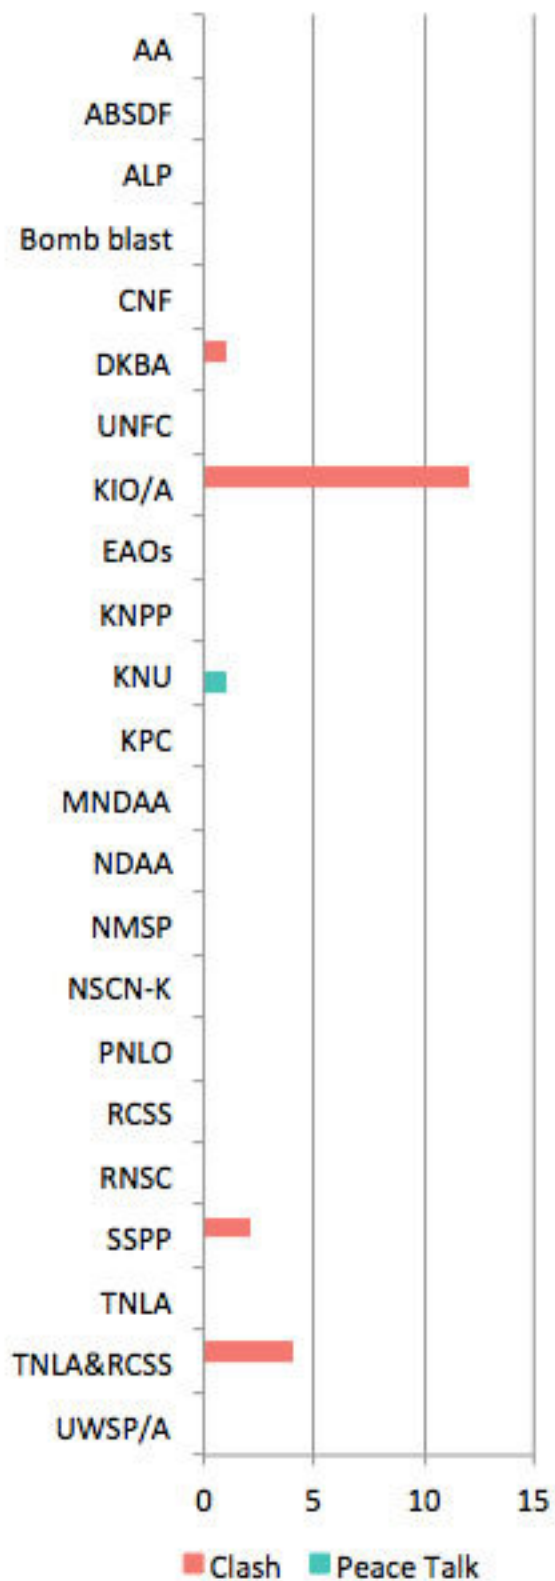 AA
ABSDF
ALP
Bomb blast
CNF
DKBA
UNFC
KIO/A
EAOs
KNPP
KNU
KPC
MNDAA
NDAA
NMSP
NSCN-K
PNLO
RCSS
RNSC
SSPP
TNLA
TNLA&RCSS
UWSP/A
0 5 10 15
Clash Peace Talk